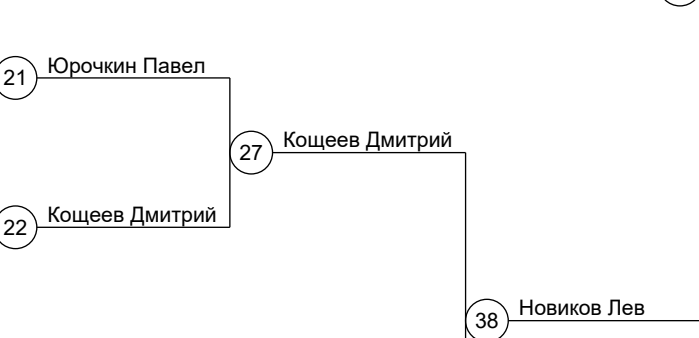 21 Юрочкин Павел
27 Кощеев Дмитрий
22 Кощеев Дмитрий
38 Новиков Лев